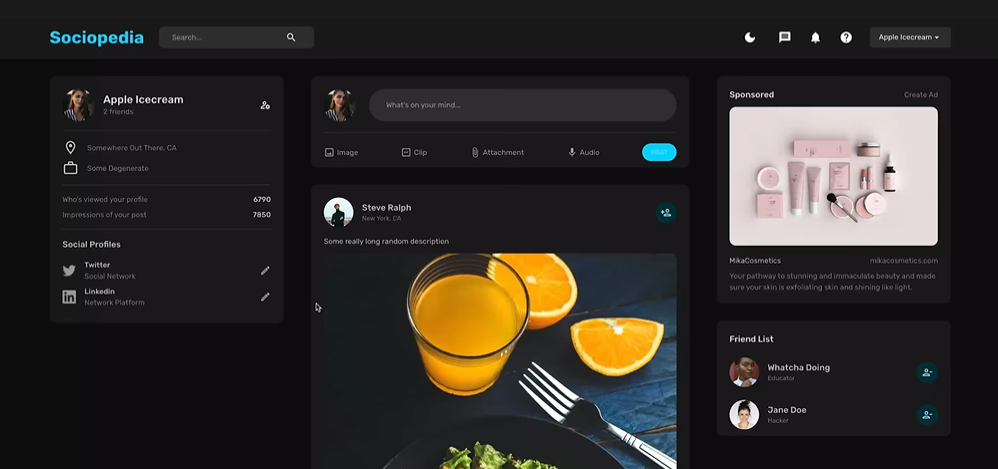 Sociopedia
Search...
Apple Icecream
Apple Icecream
2 friends
Somewhere Out There, CA
Some Degenerate
Who's viewed your profile 6790
Impressions of your post 7850
Social Profiles
Twitter
Social Network
Linkedin
Network Platform
What's on your mind...
Image Clip Attachment Audio POST
Steve Ralph
New York, CA
Some really long random description
Sponsored Create Ad
MikaCosmetics mikacosmetics.com
Your pathway to stunning and immaculate beauty and made
sure your skin is exfoliating skin and shining like light.
Friend List
Whatcha Doing
Educator
Jane Doe
Hacker